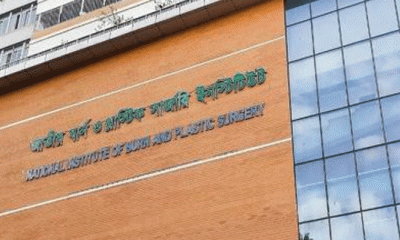 জাতীয় বার্ন ও প্লাস্টিক সার্জারি ইনস্টিটিউট
NATIONAL INSTITUTE OF BURN AND PLASTIC SURGERY